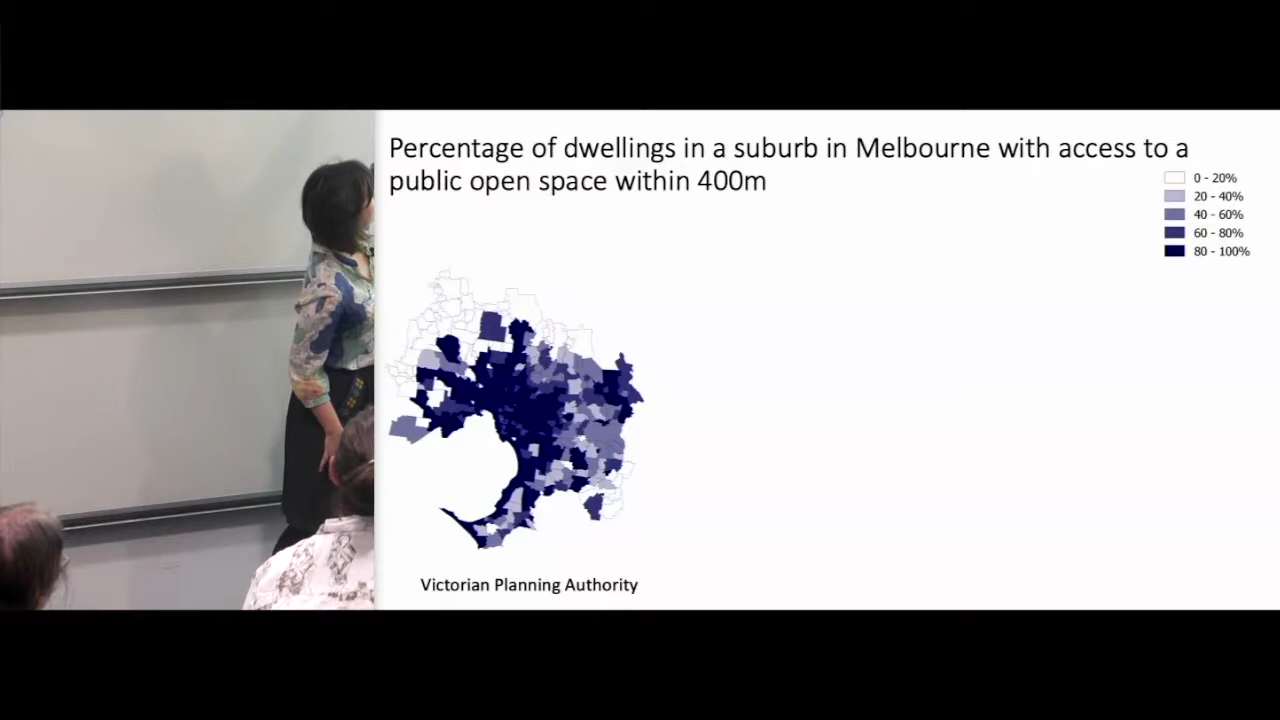 Percentage of dwellings in a suburb in Melbourne with access to a
public open space within 400m
0 - 20%
20 - 40%
40 - 60%
60 - 80%
80 - 100%
Victorian Planning Authority